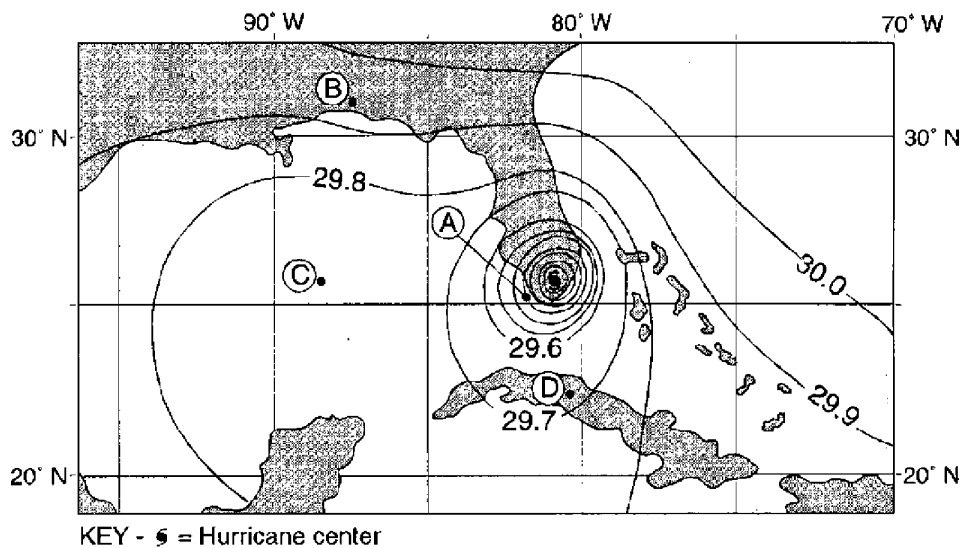 90° W 80° W 70° W
B
30° N 30° N
29.8
A
C 30.0
29.6
D 29.9
29.7
20° N 20° N
KEY - = Hurricane center